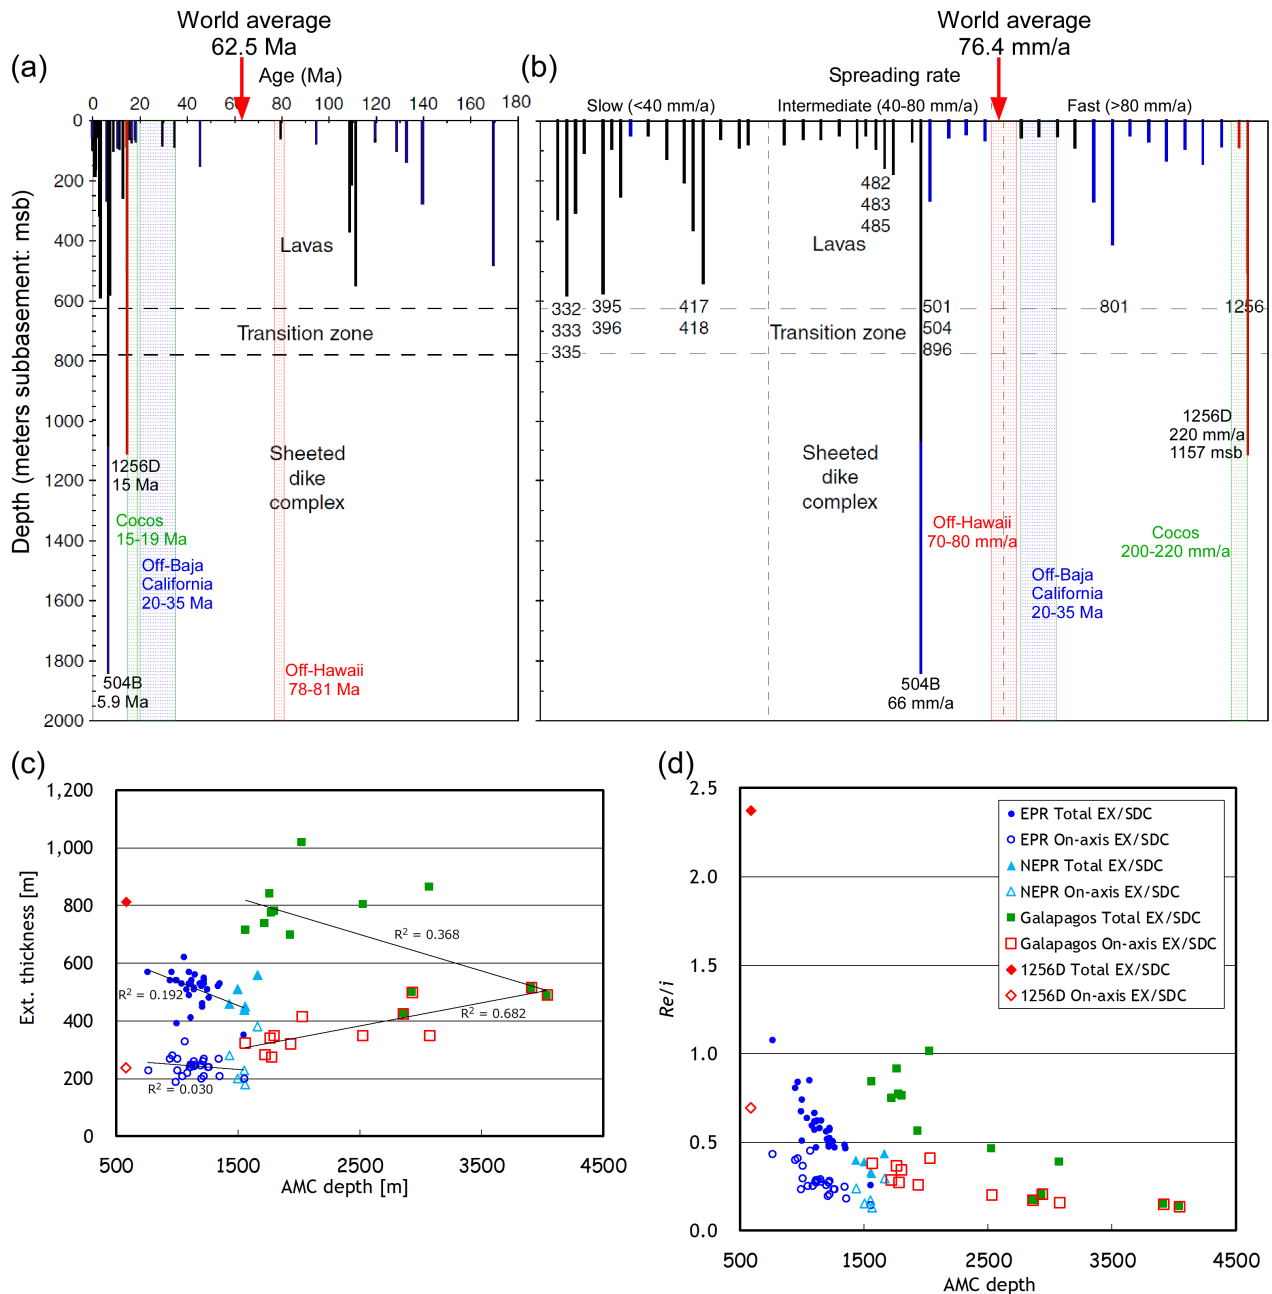 World average
62.5 Ma
World average
76.4 mm/a
(a)
Age (Ma)
0 20 40 60 80 100 120 140 160 180
Depth (meters subbasement: msb)
0
200
400
600
800
1000
1200
1400
1600
1800
2000
Lavas
Transition zone
Sheeted
dike
complex
1256D
15 Ma
Cocos
15-19 Ma
Off-Baja
California
20-35 Ma
Off-Hawaii
78-81 Ma
504B
5.9 Ma
(b)
Spreading rate
Slow (<40 mm/a)
Intermediate (40-80 mm/a)
Fast (>80 mm/a)
482
483
485
Lavas
332
333
335
395
396
417
418
Transition zone
501
504
896
801
1256
1256D
220 mm/a
1157 msb
Sheeted
dike
complex
Off-Hawaii
70-80 mm/a
Cocos
200-220 mm/a
Off-Baja
California
20-35 Ma
504B
66 mm/a
(c)
Ext. thickness [m]
1,200
1,000
800
600
400
200
0
R² = 0.368
R² = 0.192
R² = 0.682
R² = 0.030
500 1500 2500 3500 4500
AMC depth [m]
(d)
Re/i
2.5
2.0
1.5
1.0
0.5
0.0
EPR Total EX/SDC
EPR On-axis EX/SDC
NEPR Total EX/SDC
NEPR On-axis EX/SDC
Galapagos Total EX/SDC
Galapagos On-axis EX/SDC
1256D Total EX/SDC
1256D On-axis EX/SDC
500 1500 2500 3500 4500
AMC depth